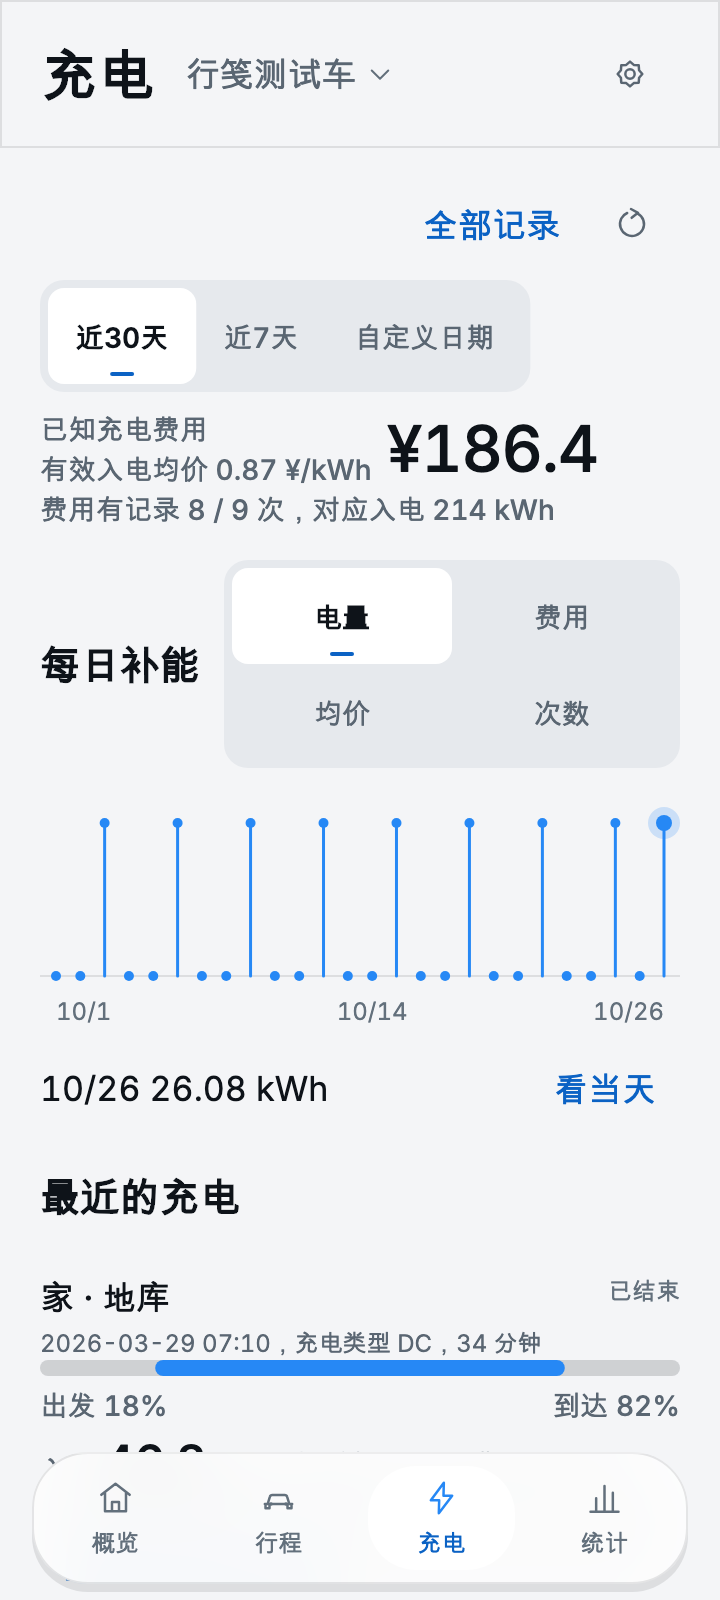 充电 行笺测试车
全部记录
近30天 近7天 自定义日期
已知充电费用
有效入电均价 0.87 ¥/kWh ¥186.4
费用有记录 8 / 9 次，对应入电 214 kWh
每日补能
电量 费用
均价 次数
10/1 10/14 10/26
10/26 26.08 kWh 看当天
最近的充电
家 · 地库 已结束
2026-03-29 07:10，充电类型 DC，34 分钟
出发 18% 到达 82%
概览 行程 充电 统计